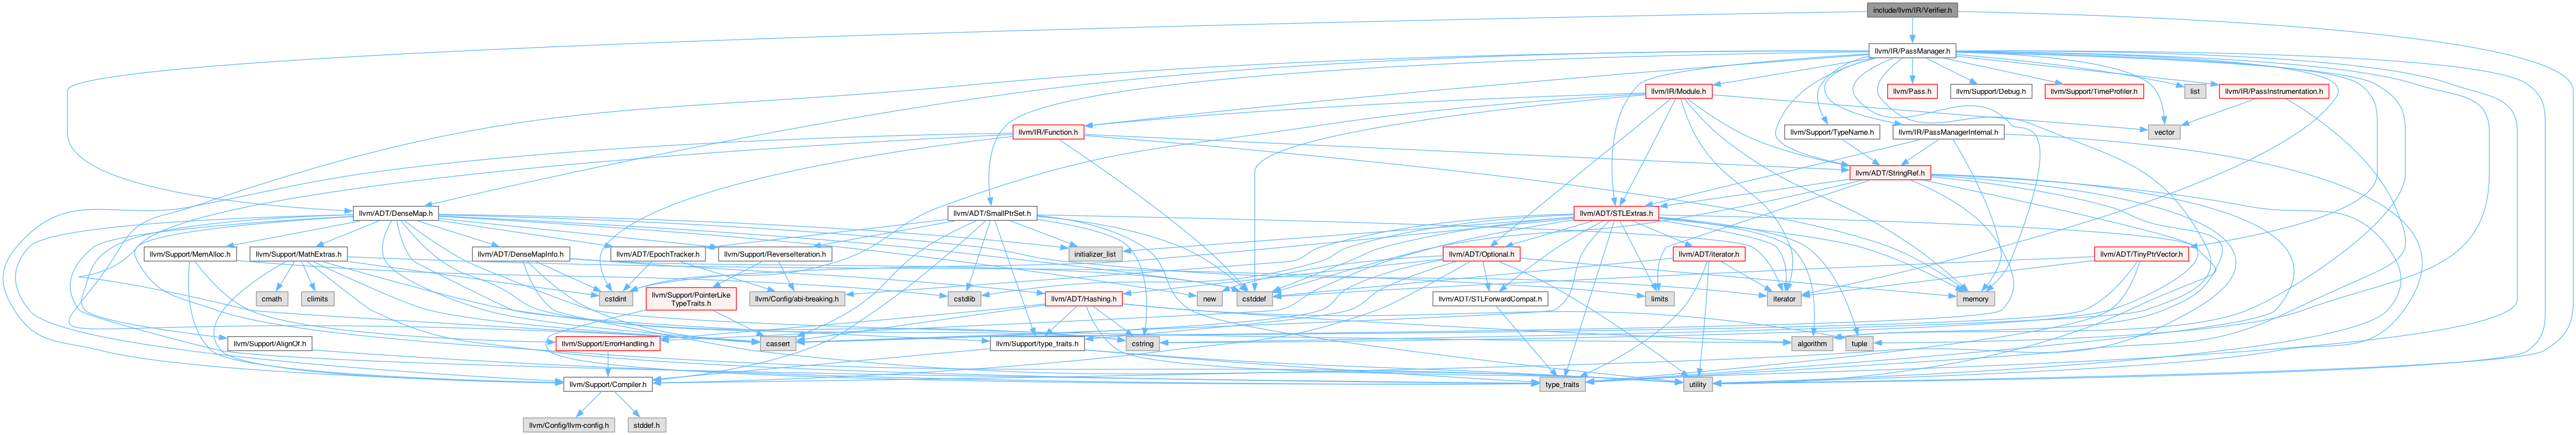 include/llvm/IR/Verifier.h
llvm/IR/PassManager.h
llvm/IR/Module.h
llvm/Pass.h
llvm/Support/Debug.h
llvm/Support/TimeProfiler.h
list
llvm/IR/PassInstrumentation.h
llvm/IR/Function.h
llvm/Support/TypeName.h
llvm/IR/PassManagerInternal.h
vector
llvm/ADT/StringRef.h
llvm/ADT/DenseMap.h
llvm/ADT/SmallPtrSet.h
llvm/ADT/STLExtras.h
llvm/Support/MemAlloc.h
llvm/Support/MathExtras.h
llvm/ADT/DenseMapInfo.h
llvm/ADT/EpochTracker.h
llvm/Support/ReverseIteration.h
initializer_list
llvm/ADT/Optional.h
llvm/ADT/iterator.h
llvm/ADT/TinyPtrVector.h
cmath
climits
cstdint
llvm/Support/PointerLike
TypeTraits.h
llvm/Config/abi-breaking.h
cstdlib
llvm/ADT/Hashing.h
new
cstddef
llvm/ADT/STLForwardCompat.h
limits
iterator
memory
llvm/Support/AlignOf.h
llvm/Support/ErrorHandling.h
cassert
llvm/Support/type_traits.h
cstring
algorithm
tuple
llvm/Support/Compiler.h
type_traits
utility
llvm/Config/llvm-config.h
stddef.h